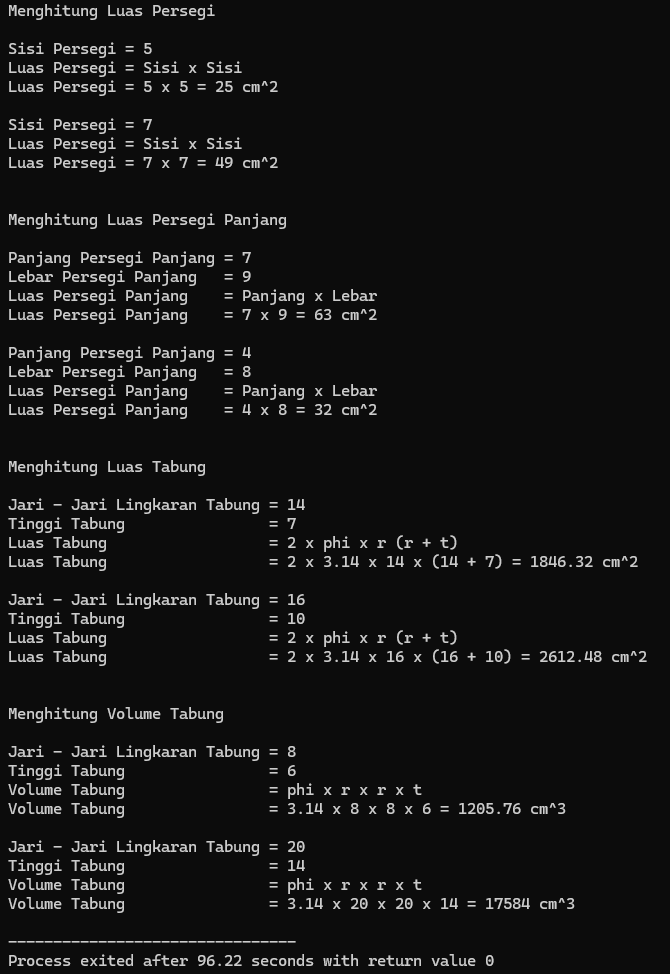 Menghitung Luas Persegi

Sisi Persegi = 5
Luas Persegi = Sisi x Sisi
Luas Persegi = 5 x 5 = 25 cm^2

Sisi Persegi = 7
Luas Persegi = Sisi x Sisi
Luas Persegi = 7 x 7 = 49 cm^2

Menghitung Luas Persegi Panjang

Panjang Persegi Panjang = 7
Lebar Persegi Panjang   = 9
Luas Persegi Panjang    = Panjang x Lebar
Luas Persegi Panjang    = 7 x 9 = 63 cm^2

Panjang Persegi Panjang = 4
Lebar Persegi Panjang   = 8
Luas Persegi Panjang    = Panjang x Lebar
Luas Persegi Panjang    = 4 x 8 = 32 cm^2

Menghitung Luas Tabung

Jari - Jari Lingkaran Tabung = 14
Tinggi Tabung                = 7
Luas Tabung                  = 2 x phi x r (r + t)
Luas Tabung                  = 2 x 3.14 x 14 x (14 + 7) = 1846.32 cm^2

Jari - Jari Lingkaran Tabung = 16
Tinggi Tabung                = 10
Luas Tabung                  = 2 x phi x r (r + t)
Luas Tabung                  = 2 x 3.14 x 16 x (16 + 10) = 2612.48 cm^2

Menghitung Volume Tabung

Jari - Jari Lingkaran Tabung = 8
Tinggi Tabung                = 6
Volume Tabung                = phi x r x r x t
Volume Tabung                = 3.14 x 8 x 8 x 6 = 1205.76 cm^3

Jari - Jari Lingkaran Tabung = 20
Tinggi Tabung                = 14
Volume Tabung                = phi x r x r x t
Volume Tabung                = 3.14 x 20 x 20 x 14 = 17584 cm^3

--------------------------------
Process exited after 96.22 seconds with return value 0